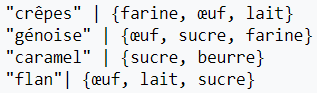 "crêpes" | {farine, œuf, lait}
"génoise" | {œuf, sucre, farine}
"caramel" | {sucre, beurre}
"flan"| {œuf, lait, sucre}